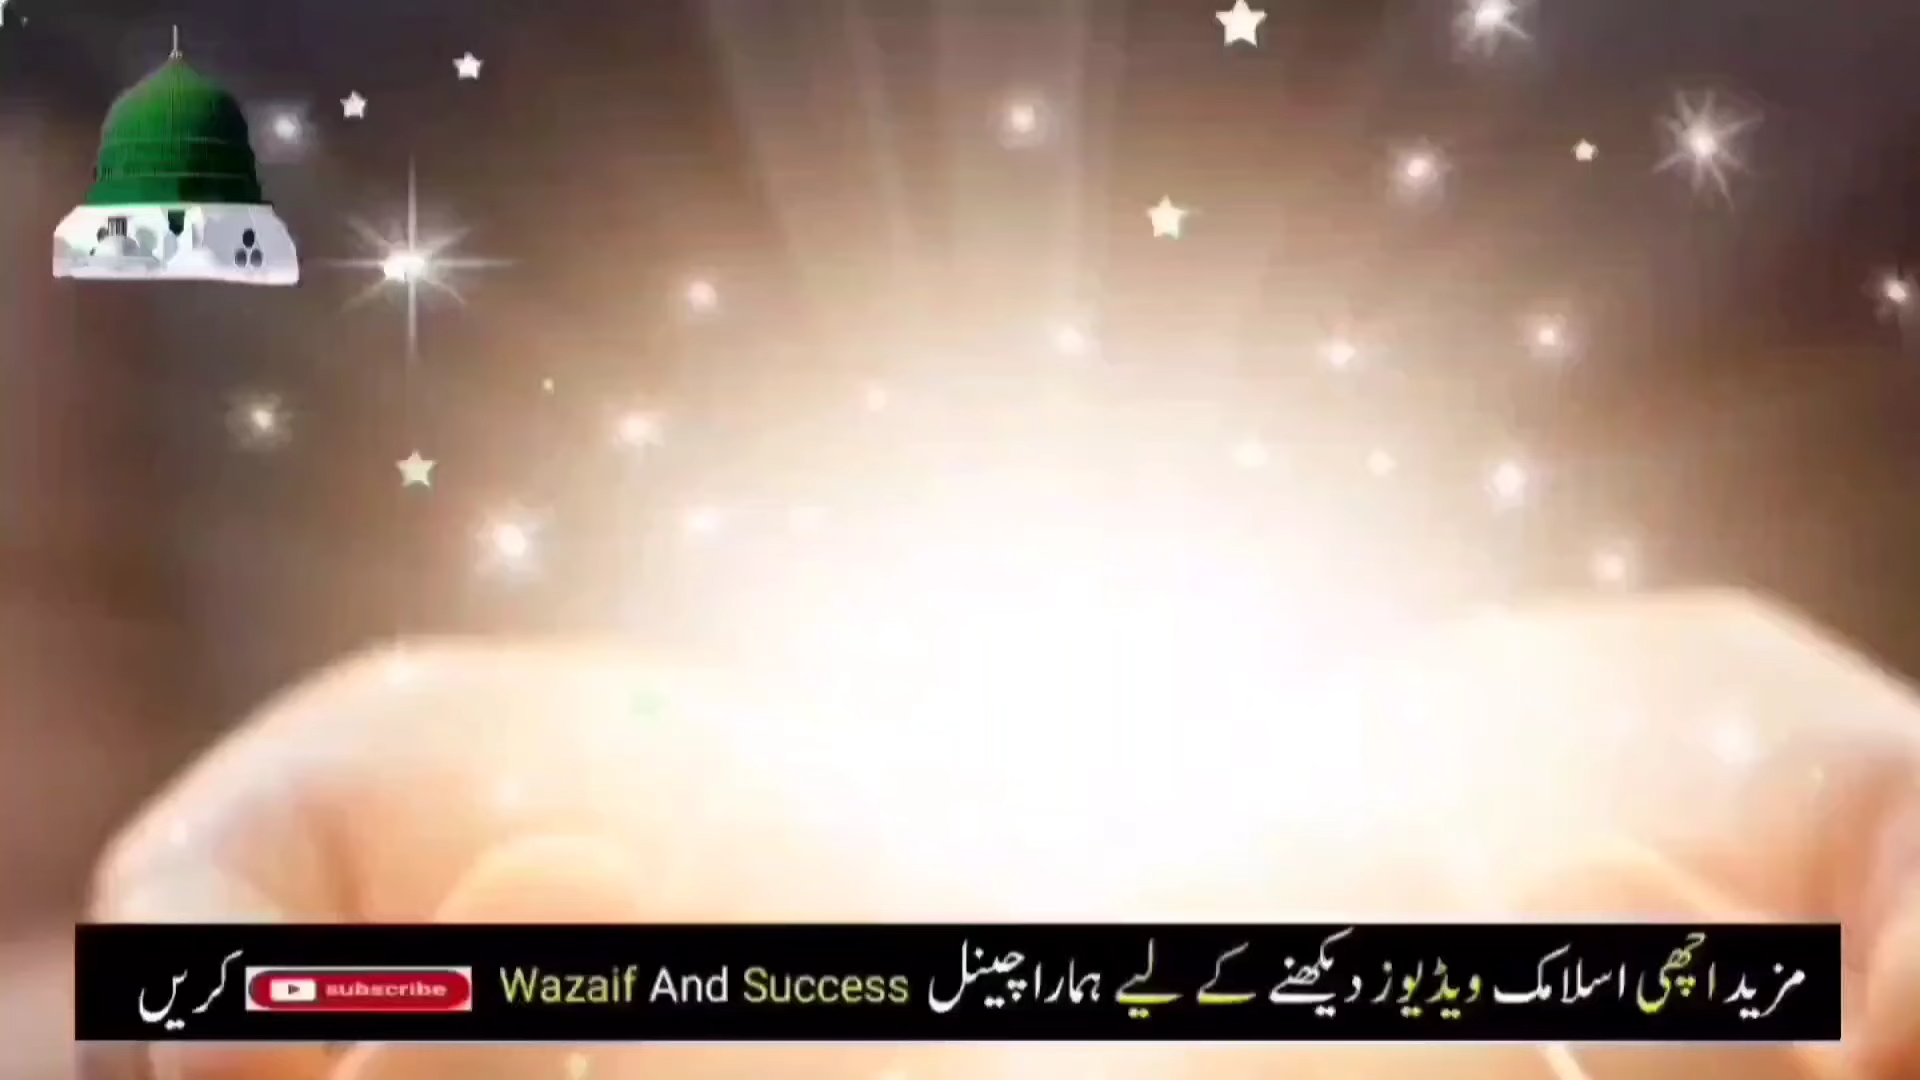 مزید اچھی اسلامک ویڈیوز دیکھنے کے لیے ہمارا چینل Wazaif And Success subscribe کریں